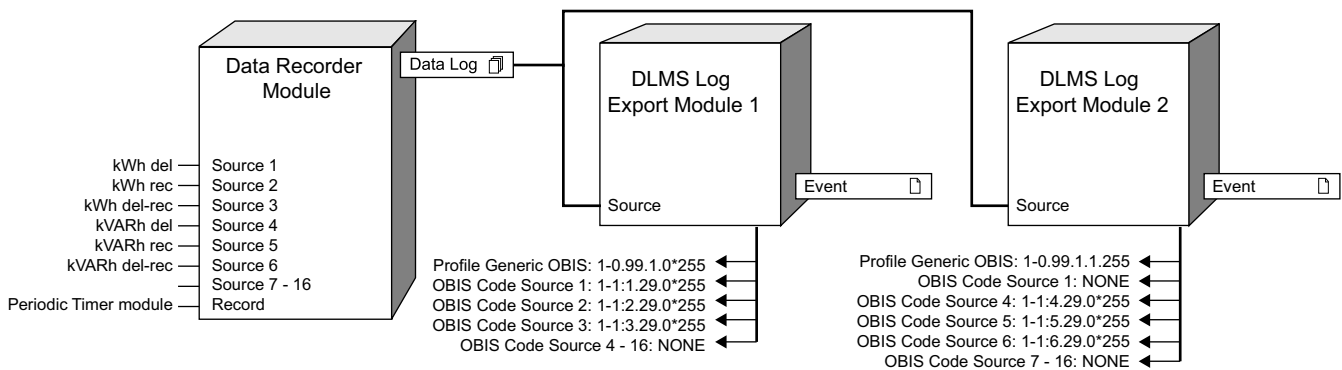 Data Recorder
Module
Data Log
kWh del
Source 1
kWh rec
Source 2
kWh del-rec
Source 3
kVARh del
Source 4
kVARh rec
Source 5
kVARh del-rec
Source 6
Source 7 - 16
Periodic Timer module
Record
DLMS Log
Export Module 1
Event
Source
Profile Generic OBIS: 1-0.99.1.0*255
OBIS Code Source 1: 1-1:1.29.0*255
OBIS Code Source 2: 1-1:2.29.0*255
OBIS Code Source 3: 1-1:3.29.0*255
OBIS Code Source 4 - 16: NONE
DLMS Log
Export Module 2
Event
Source
Profile Generic OBIS: 1-0.99.1.1.255
OBIS Code Source 1: NONE
OBIS Code Source 4: 1-1:4.29.0*255
OBIS Code Source 5: 1-1:5.29.0*255
OBIS Code Source 6: 1-1:6.29.0*255
OBIS Code Source 7 - 16: NONE